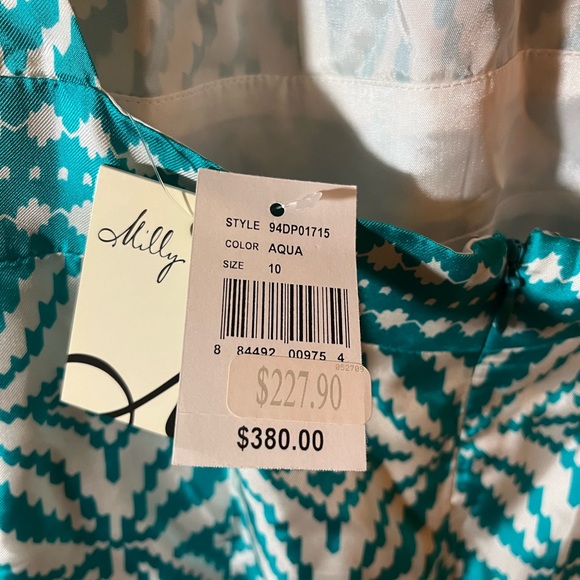 Milly
STYLE 94DP01715
COLOR AQUA
SIZE 10
8 84492 00975 4
$227.90
$380.00